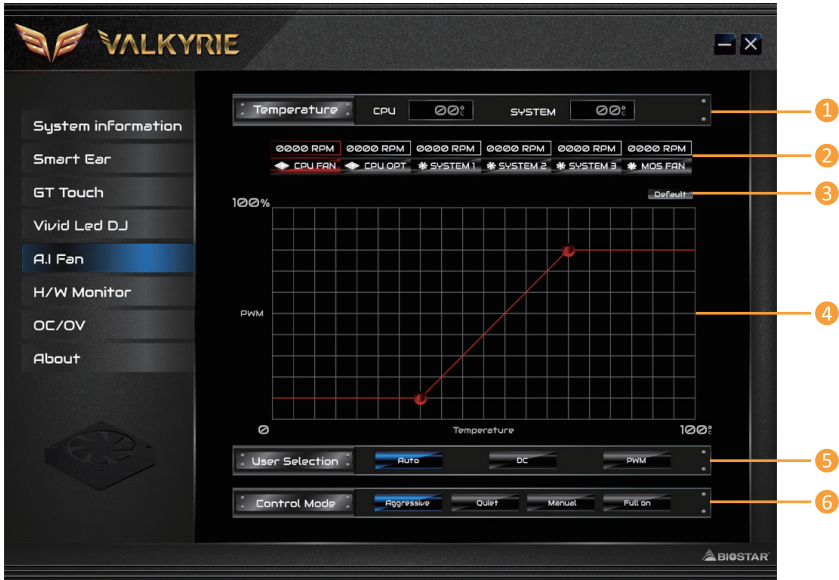 VALKYRIE
System information
Smart Ear
GT Touch
Vivid Led DJ
A.I Fan
H/W Monitor
OC/OV
About
Temperature CPU 00°C SYSTEM 00°C
1
0000 RPM 0000 RPM 0000 RPM 0000 RPM 0000 RPM 0000 RPM
2
CPU FAN CPU OPT SYSTEM 1 SYSTEM 2 SYSTEM 3 MOS FAN
Default
3
100%
PWM
4
0 Temperature 100°C
User Selection Auto DC PWM
5
Control Mode Aggressive Quiet Manual Full on
6
BIOSTAR